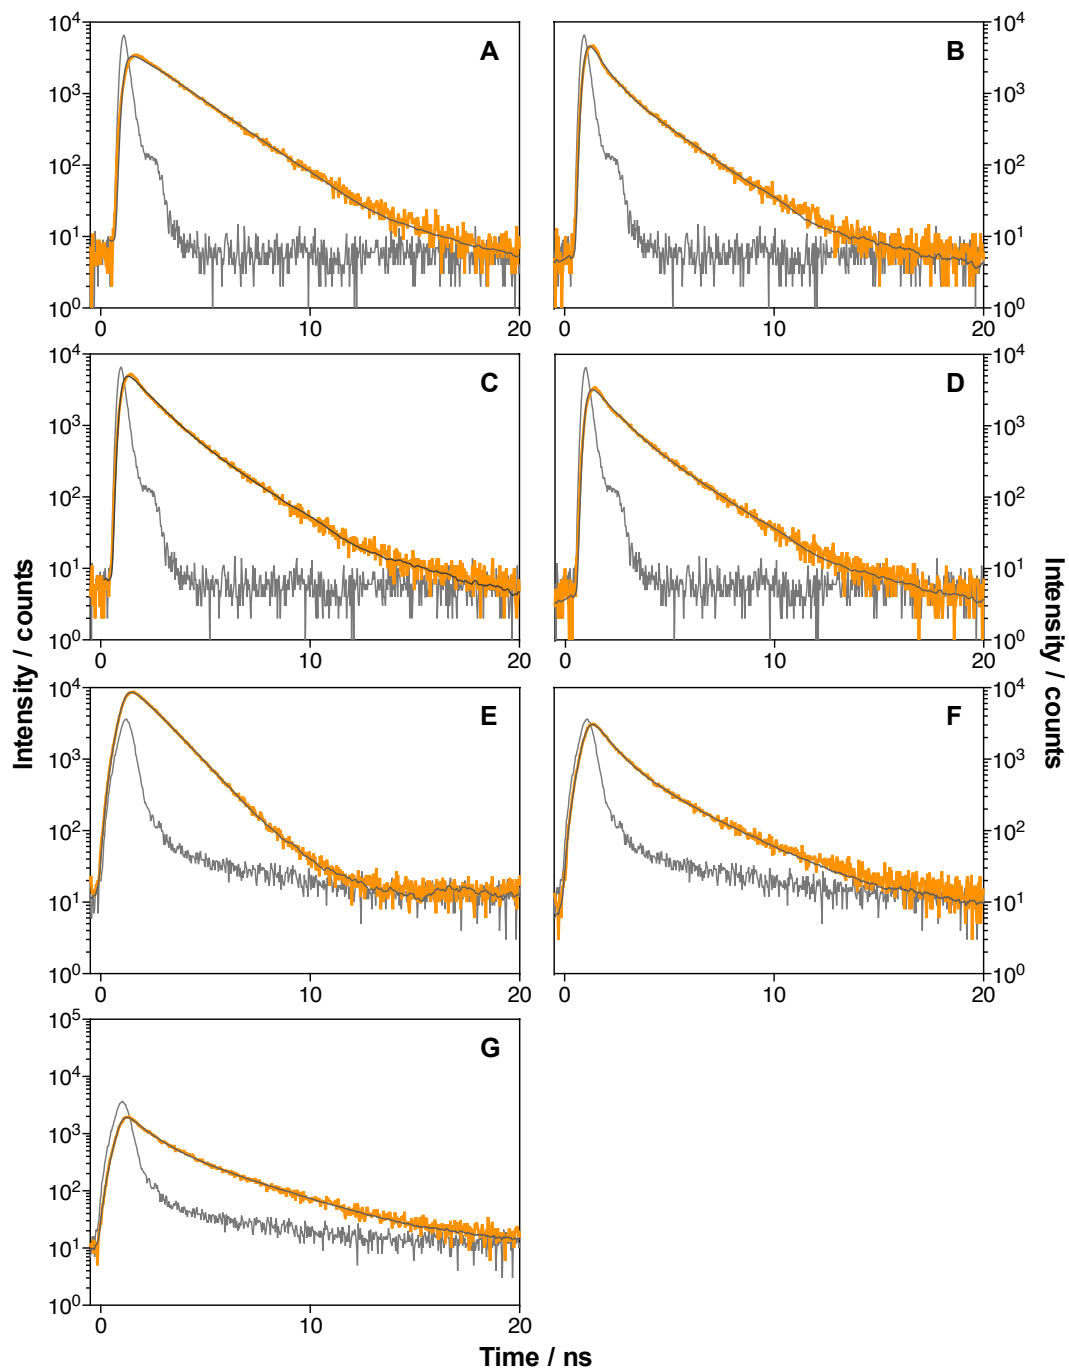 10⁴ 10³ 10² 10¹ 10⁰ A 0 10 20
B 10⁴ 10³ 10² 10¹ 10⁰ 0 10 20
10⁴ 10³ 10² 10¹ 10⁰ C 0 10 20
D 10⁴ 10³ 10² 10¹ 10⁰ 0 10 20
Intensity / counts
Intensity / counts
10⁴ 10³ 10² 10¹ 10⁰ E 0 10 20
F 10⁴ 10³ 10² 10¹ 10⁰ 0 10 20
10⁵ 10⁴ 10³ 10² 10¹ 10⁰ G 0 10 20
Time / ns